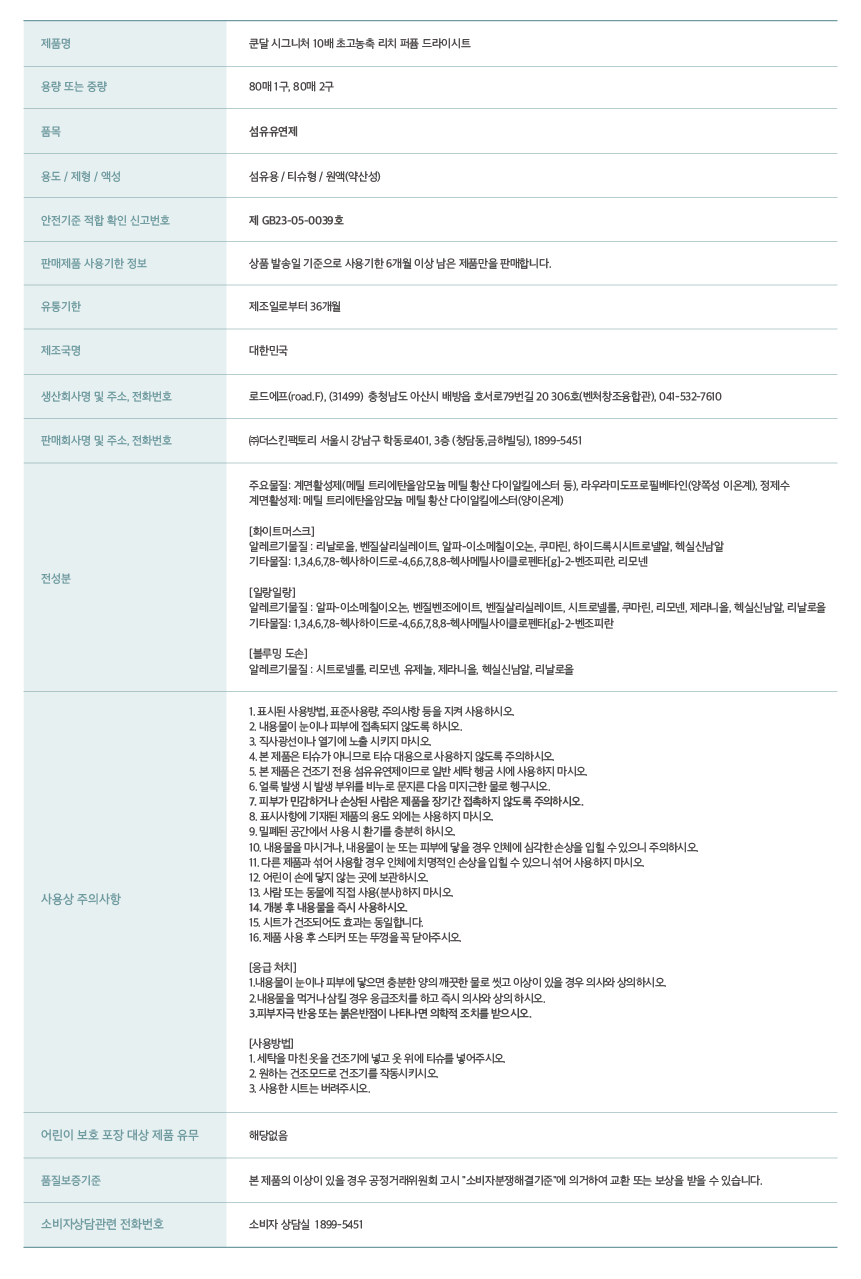 제품명
쿤달 시그니처 10배 초고농축 리치 퍼퓸 드라이시트
용량 또는 중량
80매 1구, 80매 2구
품목
섬유유연제
용도 / 제형 / 액성
섬유용 / 티슈형 / 원액(약산성)
안전기준 적합 확인 신고번호
제 GB23-05-0039호
판매제품 사용기한 정보
상품 발송일 기준으로 사용기한 6개월 이상 남은 제품만을 판매합니다.
유통기한
제조일로부터 36개월
제조국명
대한민국
생산회사명 및 주소, 전화번호
로드에프(road.F), (31499) 충청남도 아산시 배방읍 호서로79번길 20 306호(벤처창조융합관), 041-532-7610
판매회사명 및 주소, 전화번호
㈜더스킨팩토리 서울시 강남구 학동로401, 3층 (청담동,금하빌딩), 1899-5451
전성분
주요물질: 계면활성제(메틸 트리에탄올암모늄 메틸 황산 다이알킬에스터 등), 라우라미도프로필베타인(양쪽성 이온계), 정제수
계면활성제: 메틸 트리에탄올암모늄 메틸 황산 다이알킬에스터(양이온계)
[화이트머스크]
알레르기물질 : 리날로올, 벤질살리실레이트, 알파-이소메칠이오논, 쿠마린, 하이드록시시트로넬알, 헥실신남알
기타물질: 1,3,4,6,7,8-헥사하이드로-4,6,6,7,8,8-헥사메틸사이클로펜타[g]-2-벤조피란, 리모넨
[일랑일랑]
알레르기물질 : 알파-이소메칠이오논, 벤질벤조에이트, 벤질살리실레이트, 시트로넬롤, 쿠마린, 리모넨, 제라니올, 헥실신남알, 리날로올
기타물질: 1,3,4,6,7,8-헥사하이드로-4,6,6,7,8,8-헥사메틸사이클로펜타[g]-2-벤조피란
[블루밍 도손]
알레르기물질 : 시트로넬롤, 리모넨, 유제놀, 제라니올, 헥실신남알, 리날로올
사용상 주의사항
1. 표시된 사용방법, 표준사용량, 주의사항 등을 지켜 사용하시오.
2. 내용물이 눈이나 피부에 접촉되지 않도록 하시오.
3. 직사광선이나 열기에 노출 시키지 마시오.
4. 본 제품은 티슈가 아니므로 티슈 대용으로 사용하지 않도록 주의하시오.
5. 본 제품은 건조기 전용 섬유유연제이므로 일반 세탁 헹굼 시에 사용하지 마시오.
6. 얼룩 발생 시 발생 부위를 비누로 문지른 다음 미지근한 물로 헹구시오.
7. 피부가 민감하거나 손상된 사람은 제품을 장기간 접촉하지 않도록 주의하시오.
8. 표시사항에 기재된 제품의 용도 외에는 사용하지 마시오.
9. 밀폐된 공간에서 사용 시 환기를 충분히 하시오.
10. 내용물을 마시거나, 내용물이 눈 또는 피부에 닿을 경우 인체에 심각한 손상을 입힐 수 있으니 주의하시오.
11. 다른 제품과 섞어 사용할 경우 인체에 치명적인 손상을 입힐 수 있으니 섞어 사용하지 마시오.
12. 어린이 손에 닿지 않는 곳에 보관하시오.
13. 사람 또는 동물에 직접 사용(분사)하지 마시오.
14. 개봉 후 내용물을 즉시 사용하시오.
15. 시트가 건조되어도 효과는 동일합니다.
16. 제품 사용 후 스티커 또는 뚜껑을 꼭 닫아주시오.
[응급 처치]
1.내용물이 눈이나 피부에 닿으면 충분한 양의 깨끗한 물로 씻고 이상이 있을 경우 의사와 상의하시오.
2.내용물을 먹거나 삼킬 경우 응급조치를 하고 즉시 의사와 상의 하시오.
3.피부자극 반응 또는 붉은반점이 나타나면 의학적 조치를 받으시오.
[사용방법]
1. 세탁을 마친 옷을 건조기에 넣고 옷 위에 티슈를 넣어주시오.
2. 원하는 건조모드로 건조기를 작동시키시오.
3. 사용한 시트는 버려주시오.
어린이 보호 포장 대상 제품 유무
해당없음
품질보증기준
본 제품의 이상이 있을 경우 공정거래위원회 고시 "소비자분쟁해결기준"에 의거하여 교환 또는 보상을 받을 수 있습니다.
소비자상담관련 전화번호
소비자 상담실 1899-5451